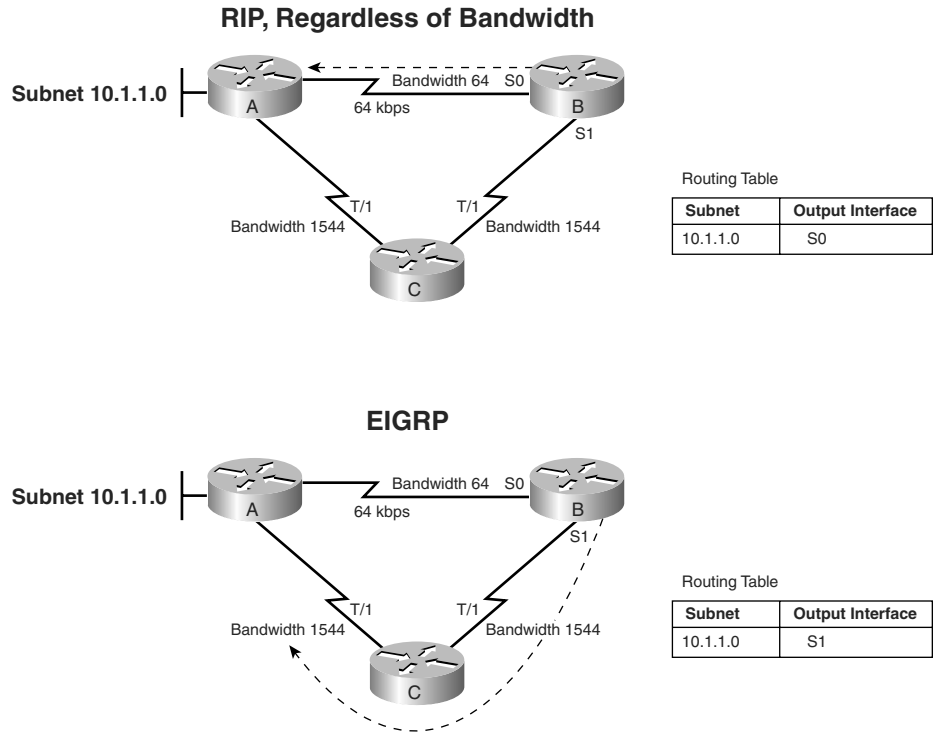 RIP, Regardless of Bandwidth
Subnet 10.1.1.0
A
Bandwidth 64 S0
64 kbps
B
S1
T/1
T/1
Bandwidth 1544
Bandwidth 1544
C
Routing Table
Subnet Output Interface
10.1.1.0 S0
EIGRP
Subnet 10.1.1.0
A
Bandwidth 64 S0
64 kbps
B
S1
T/1
T/1
Bandwidth 1544
Bandwidth 1544
C
Routing Table
Subnet Output Interface
10.1.1.0 S1